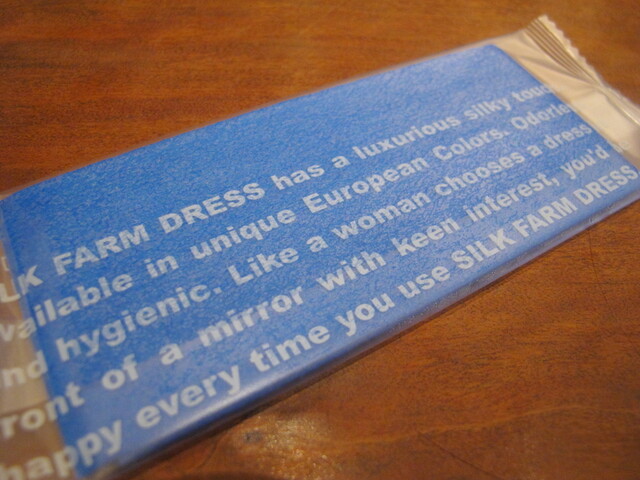 LK FARM DRESS has a luxurious silky touc
vailable in unique European Colors. Odorle
nd hygienic. Like a woman chooses a dress
ront of a mirror with keen interest, you'd
happy every time you use SILK FARM DRESS